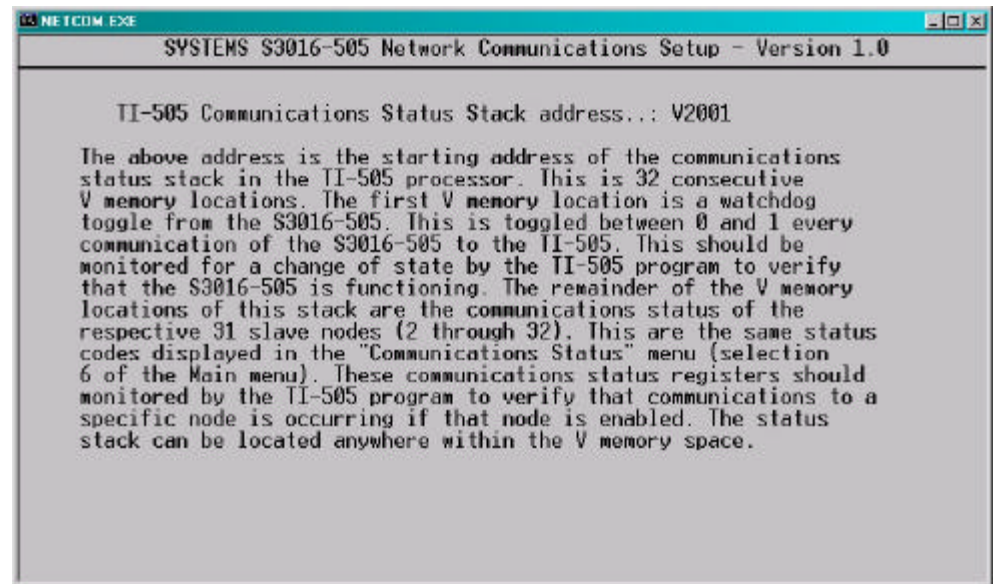 NETCOM.EXE
SYSTEMS S3016-505 Network Communications Setup - Version 1.0
TI-505 Communications Status Stack address..: V2001
The above address is the starting address of the communications
status stack in the TI-505 processor. This is 32 consecutive
V memory locations. The first V memory location is a watchdog
toggle from the S3016-505. This is toggled between 0 and 1 every
communication of the S3016-505 to the TI-505. This should be
monitored for a change of state by the TI-505 program to verify
that the S3016-505 is functioning. The remainder of the V memory
locations of this stack are the communications status of the
respective 31 slave nodes (2 through 32). This are the same status
codes displayed in the "Communications Status" menu (selection
6 of the Main menu). These communications status registers should
monitored by the TI-505 program to verify that communications to a
specific node is occurring if that node is enabled. The status
stack can be located anywhere within the V memory space.